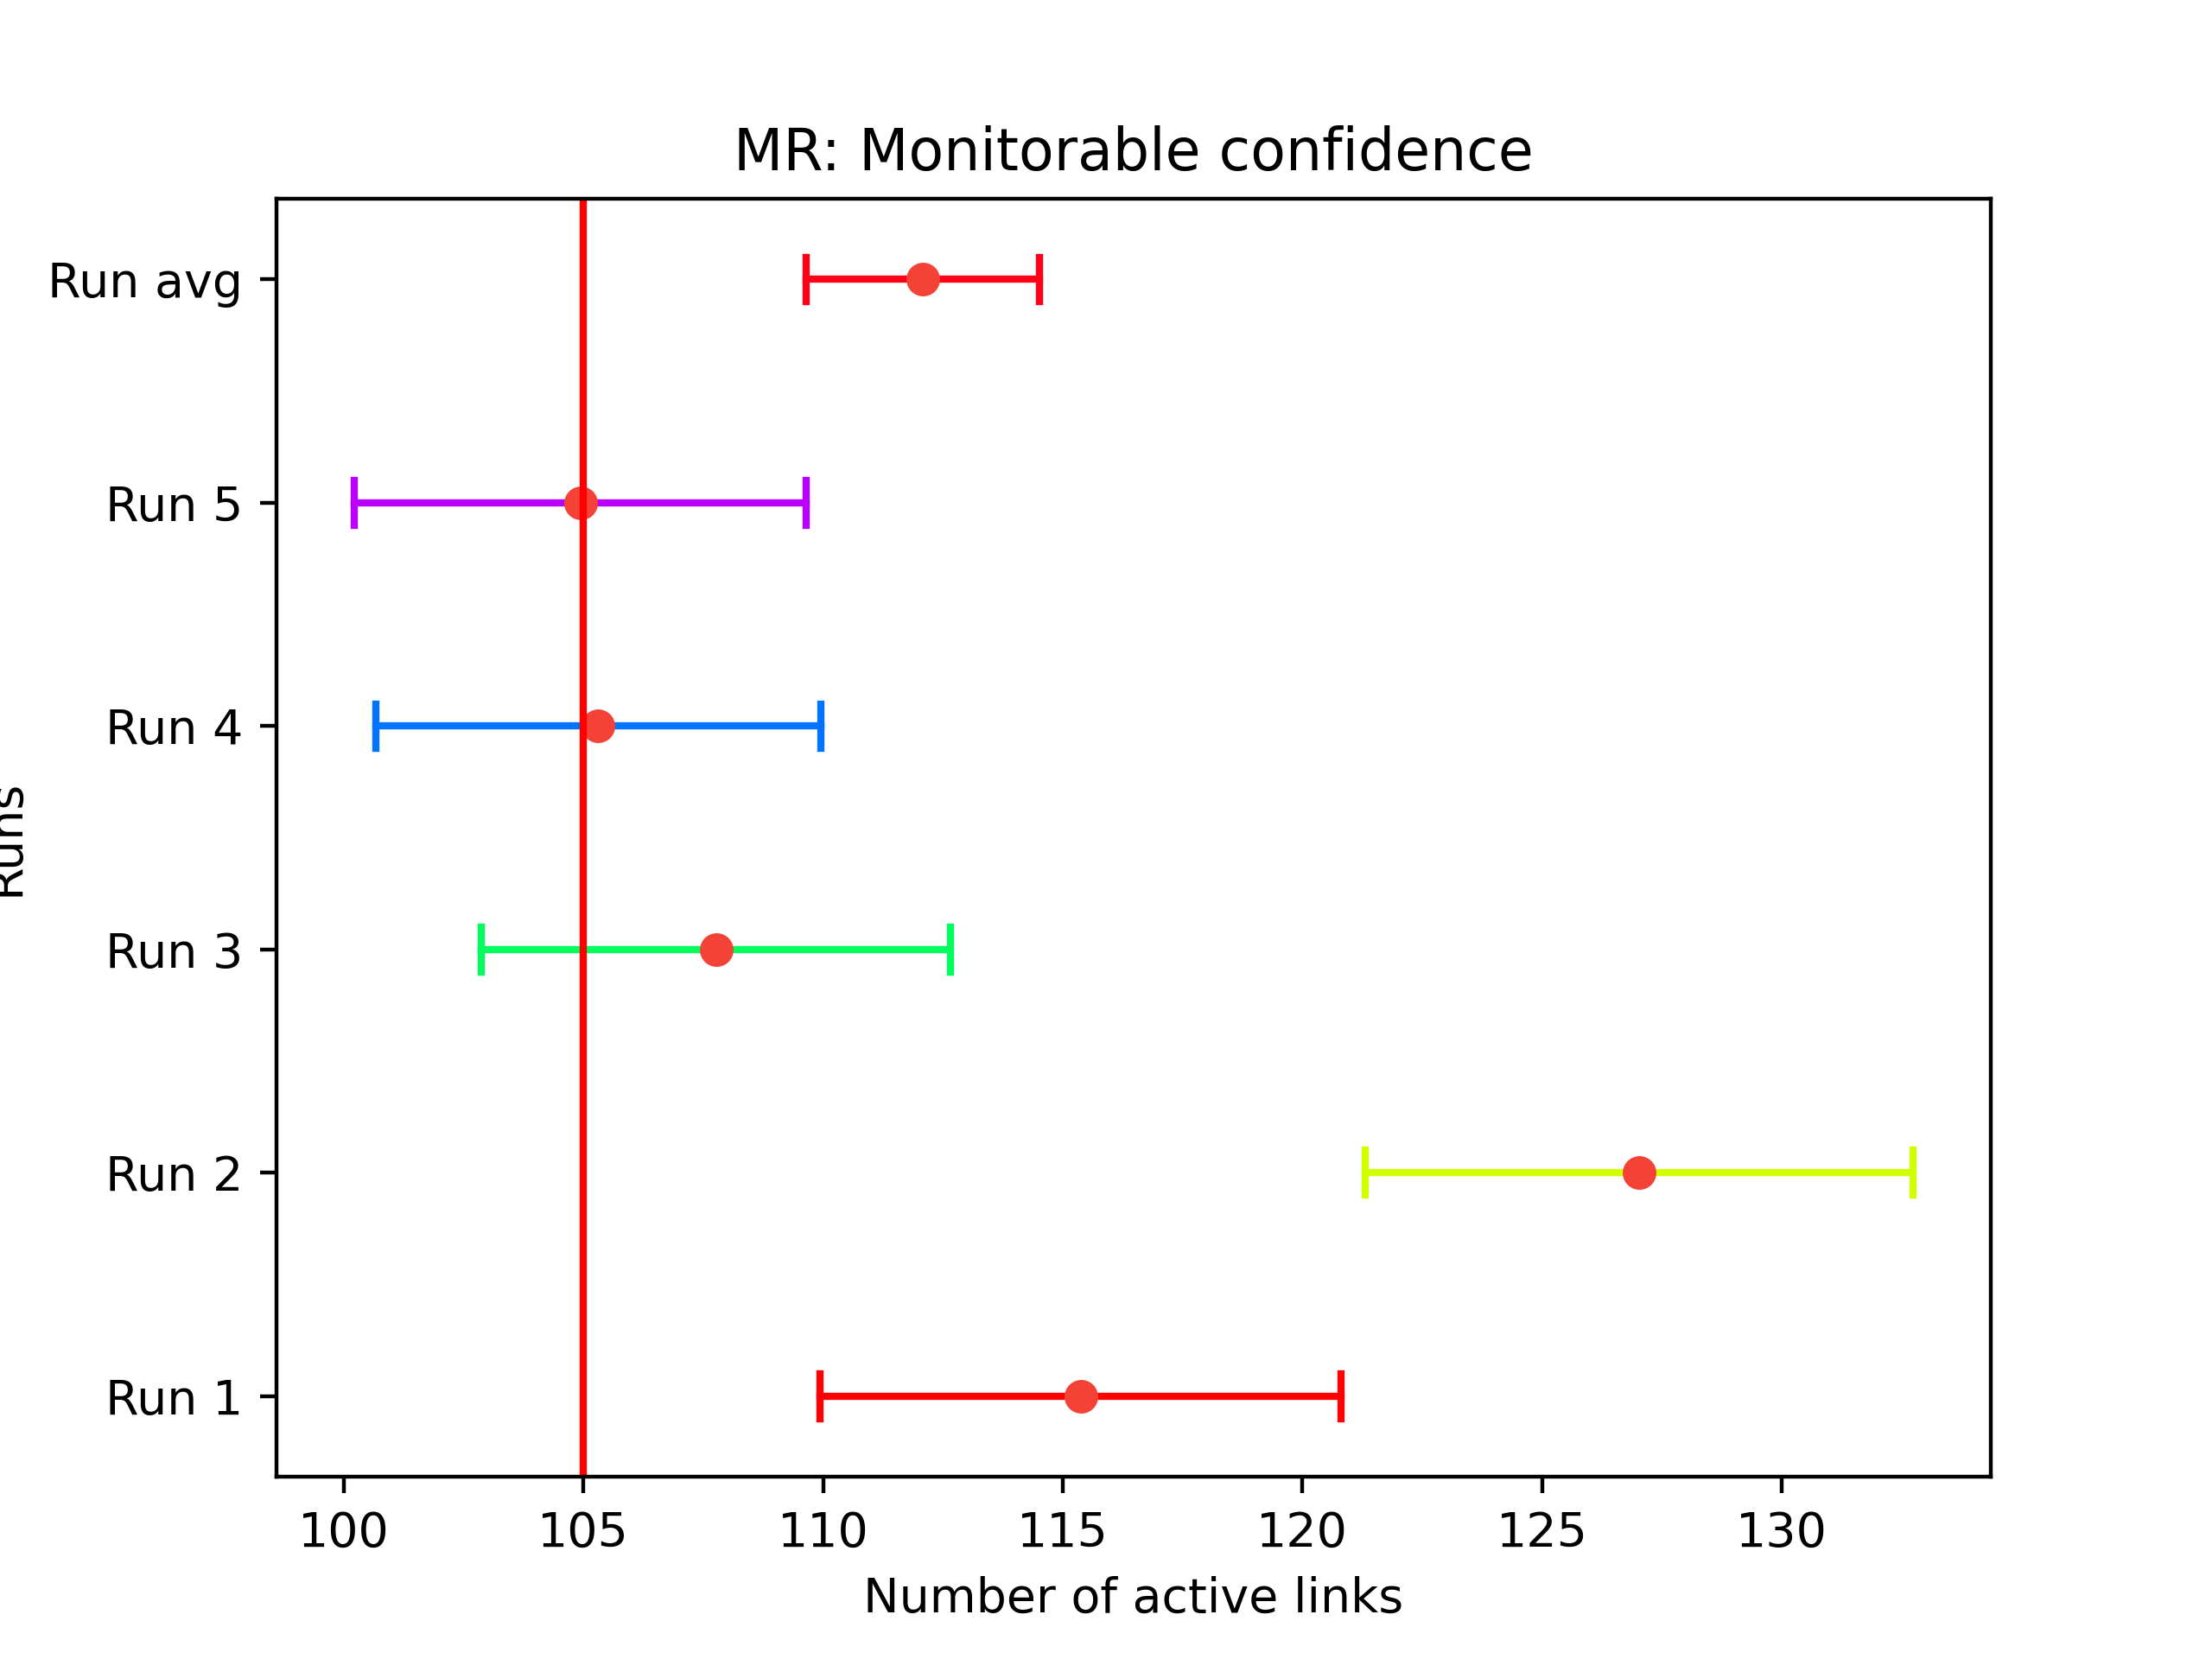 MR: Monitorable confidence
Run avg
Run 5
Run 4
Runs
Run 3
Run 2
Run 1
100 105 110 115 120 125 130
Number of active links